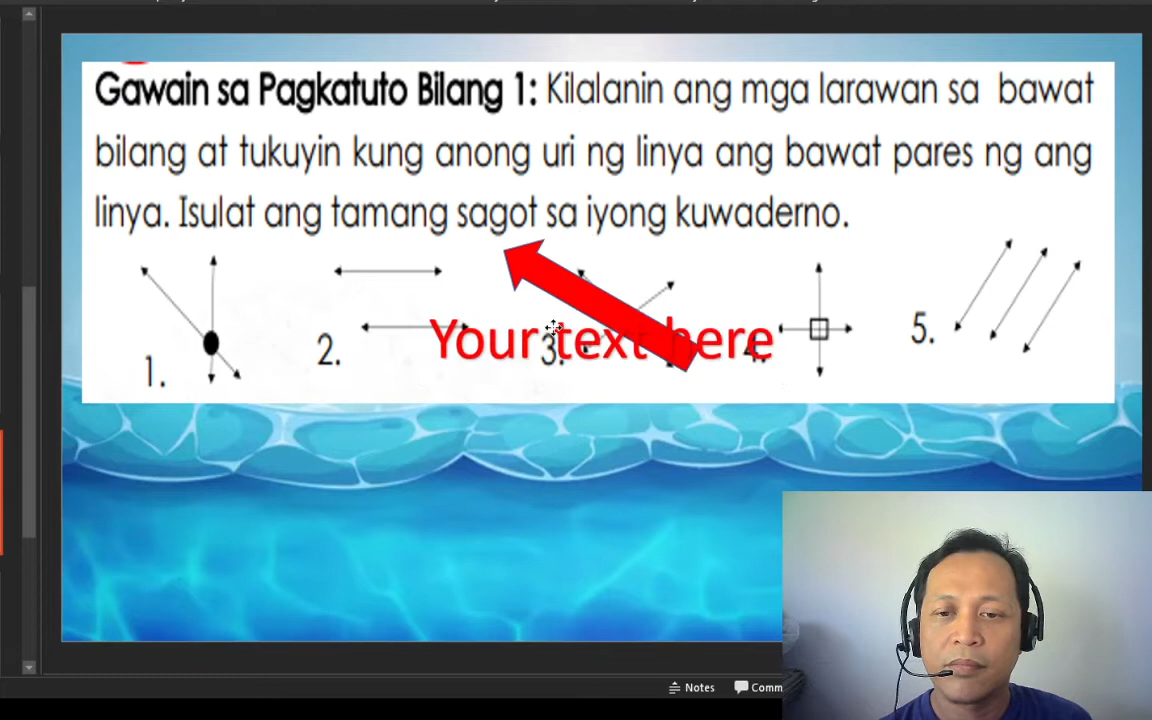 Gawain sa Pagkatuto Bilang 1: Kilalanin ang mga larawan sa bawat
bilang at tukuyin kung anong uri ng linya ang bawat pares ng ang
linya. Isulat ang tamang sagot sa iyong kuwaderno.
1.
2.
3.
4.
5.
Your text here
Notes
Comm